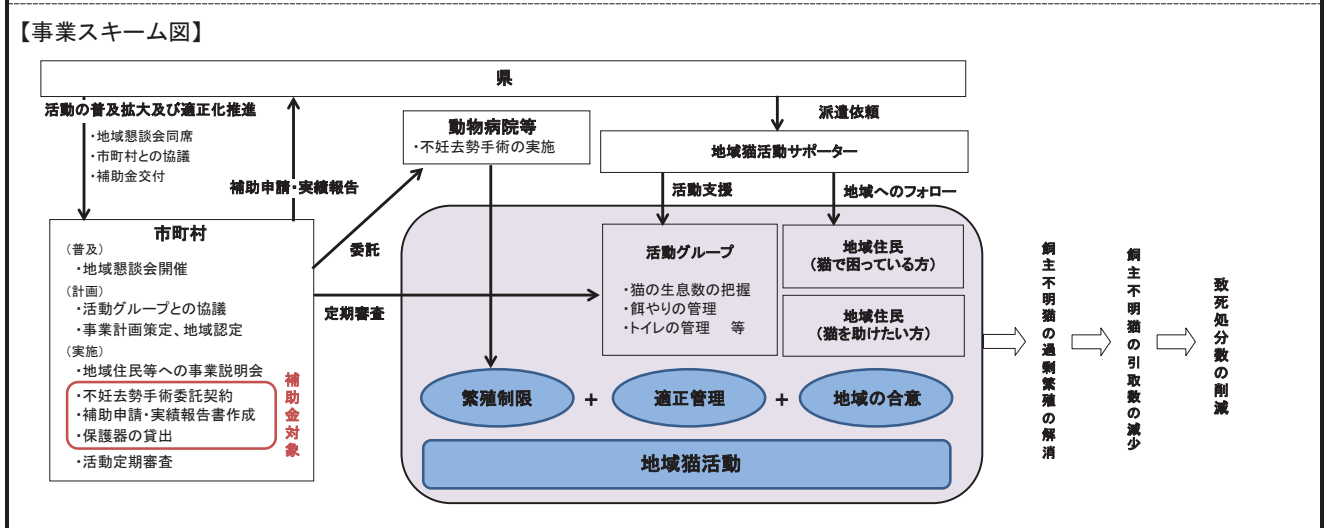 【事業スキーム図】
県
活動の普及拡大及び適正化推進
・地域懇談会同席
・市町村との協議
・補助金交付
補助申請・実績報告
動物病院等
・不妊去勢手術の実施
派遣依頼
地域猫活動サポーター
活動支援
地域へのフォロー
市町村
（普及）
・地域懇談会開催
（計画）
・活動グループとの協議
・事業計画策定、地域認定
（実施）
・地域住民等への事業説明会
・不妊去勢手術委託契約
・補助申請・実績報告書作成
・保護器の貸出
・活動定期審査
補助金対象
委託
定期審査
活動グループ
・猫の生息数の把握
・餌やりの管理
・トイレの管理　等
地域住民
（猫で困っている方）
地域住民
（猫を助けたい方）
繁殖制限 + 適正管理 + 地域の合意
地域猫活動
飼主不明猫の過剰繁殖の解消
飼主不明猫の引取数の減少
致死処分数の削減